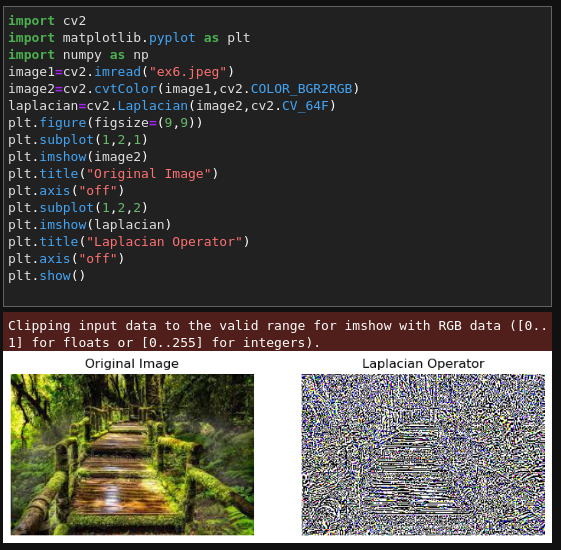 import cv2
import matplotlib.pyplot as plt
import numpy as np
image1=cv2.imread("ex6.jpeg")
image2=cv2.cvtColor(image1,cv2.COLOR_BGR2RGB)
laplacian=cv2.Laplacian(image2,cv2.CV_64F)
plt.figure(figsize=(9,9))
plt.subplot(1,2,1)
plt.imshow(image2)
plt.title("Original Image")
plt.axis("off")
plt.subplot(1,2,2)
plt.imshow(laplacian)
plt.title("Laplacian Operator")
plt.axis("off")
plt.show()
Clipping input data to the valid range for imshow with RGB data ([0..
1] for floats or [0..255] for integers).
Original Image Laplacian Operator